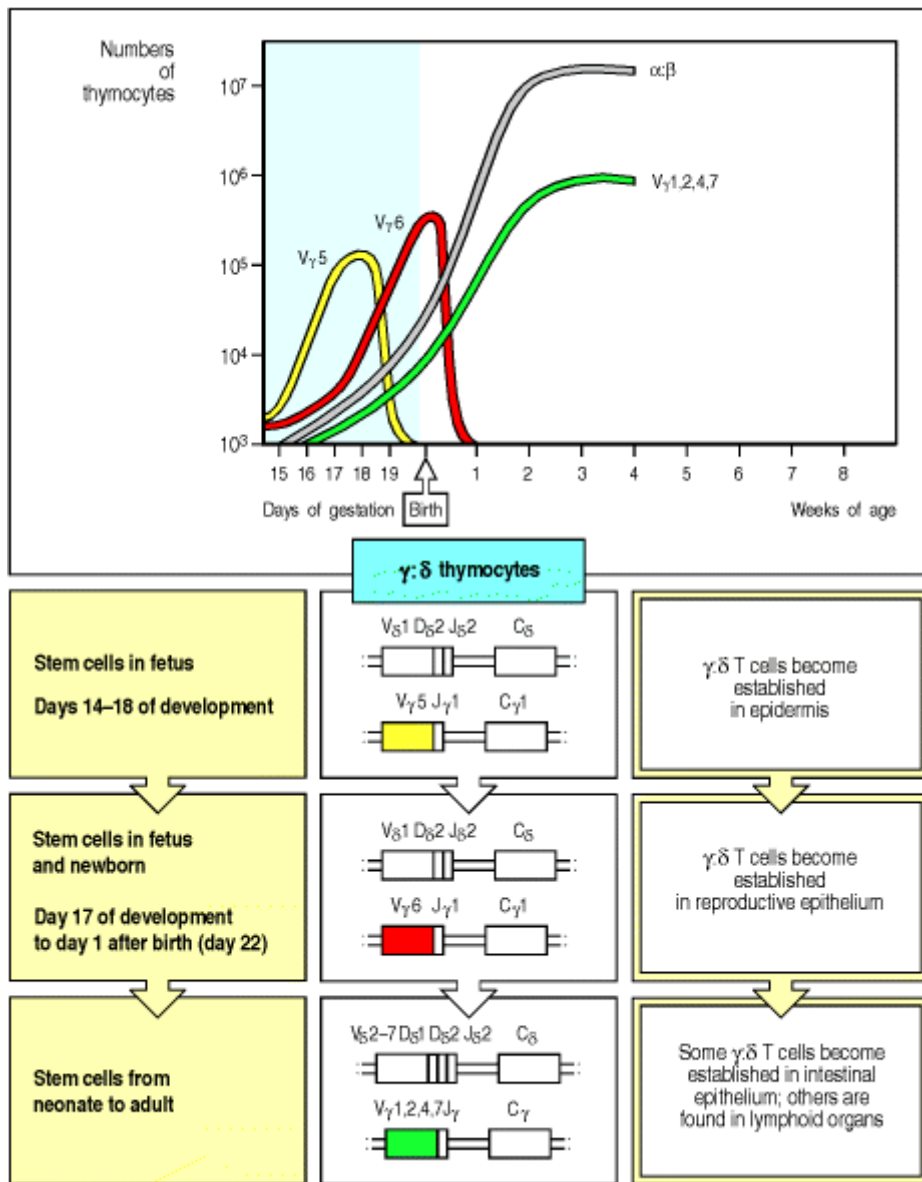 Numbers
of
thymocytes
10⁷
10⁶
10⁵
10⁴
10³
α:β
Vγ1,2,4,7
Vγ6
Vγ5
15 16 17 18 19 1 2 3 4 5 6 7 8
Days of gestation Birth Weeks of age
γ:δ thymocytes
Stem cells in fetus
Days 14–18 of development
Vδ1 Dδ2 Jδ2 Cδ
Vγ5 Jγ1 Cγ1
γ:δ T cells become
established
in epidermis
Stem cells in fetus
and newborn
Day 17 of development
to day 1 after birth (day 22)
Vδ1 Dδ2 Jδ2 Cδ
Vγ6 Jγ1 Cγ1
γ:δ T cells become
established
in reproductive epithelium
Stem cells from
neonate to adult
Vδ2–7 Dδ1 Dδ2 Jδ2 Cδ
Vγ1,2,4,7Jγ Cγ
Some γ:δ T cells become
established in intestinal
epithelium; others are
found in lymphoid organs